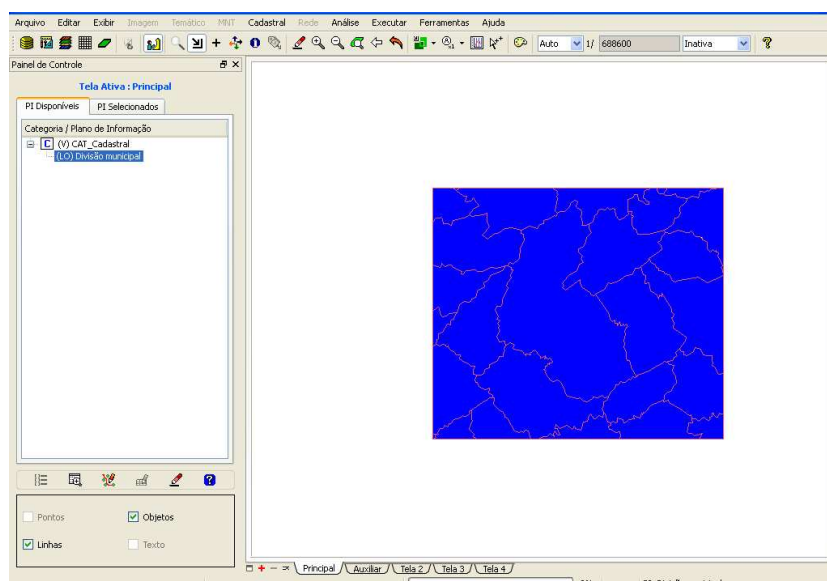 Arquivo Editar Exibir Imagem Temático MNT Cadastral Rede Análise Executar Ferramentas Ajuda
Auto 1/ 688600 Inativa
Painel de Controle
Tela Ativa : Principal
PI Disponíveis PI Selecionados
Categoria / Plano de Informação
(V) CAT_Cadastral
(LO) Divisão municipal
Pontos Objetos
Linhas Texto
Principal Auxiliar Tela 2 Tela 3 Tela 4